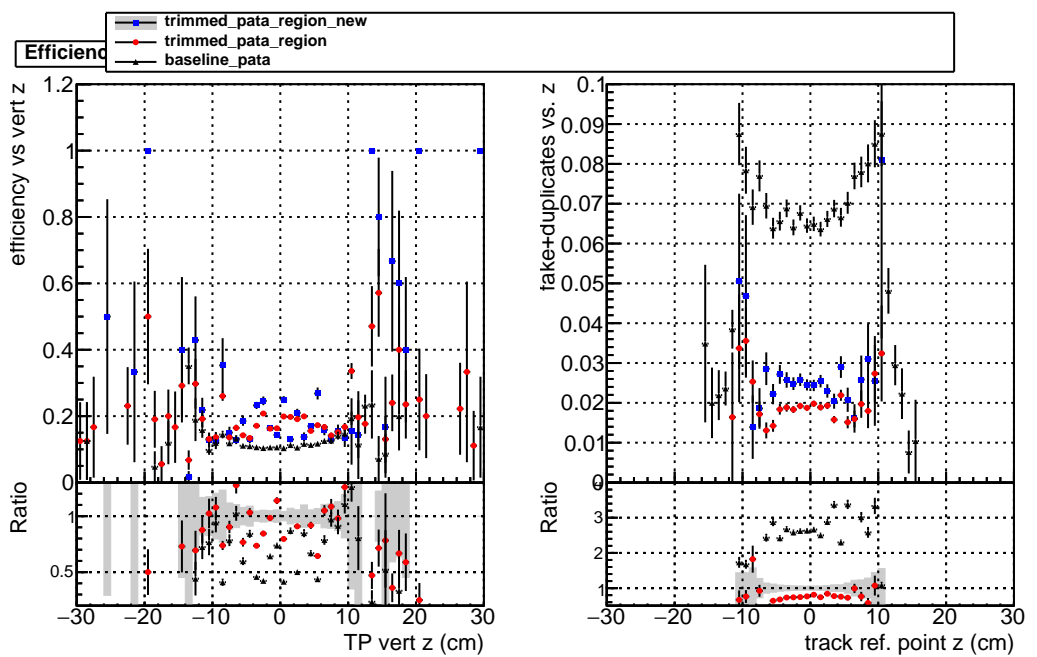 trimmed_pata_region_new
trimmed_pata_region
baseline_pata
Efficienc
efficiency vs vert z
1.2
1
0.8
0.6
0.4
0.2
0
Ratio
1
0.5
−30 −20 −10 0 10 20 30
TP vert z (cm)
fake+duplicates vs. z
0.1
0.09
0.08
0.07
0.06
0.05
0.04
0.03
0.02
0.01
0
Ratio
3
2
1
−30 −20 −10 0 10 20 30
track ref. point z (cm)